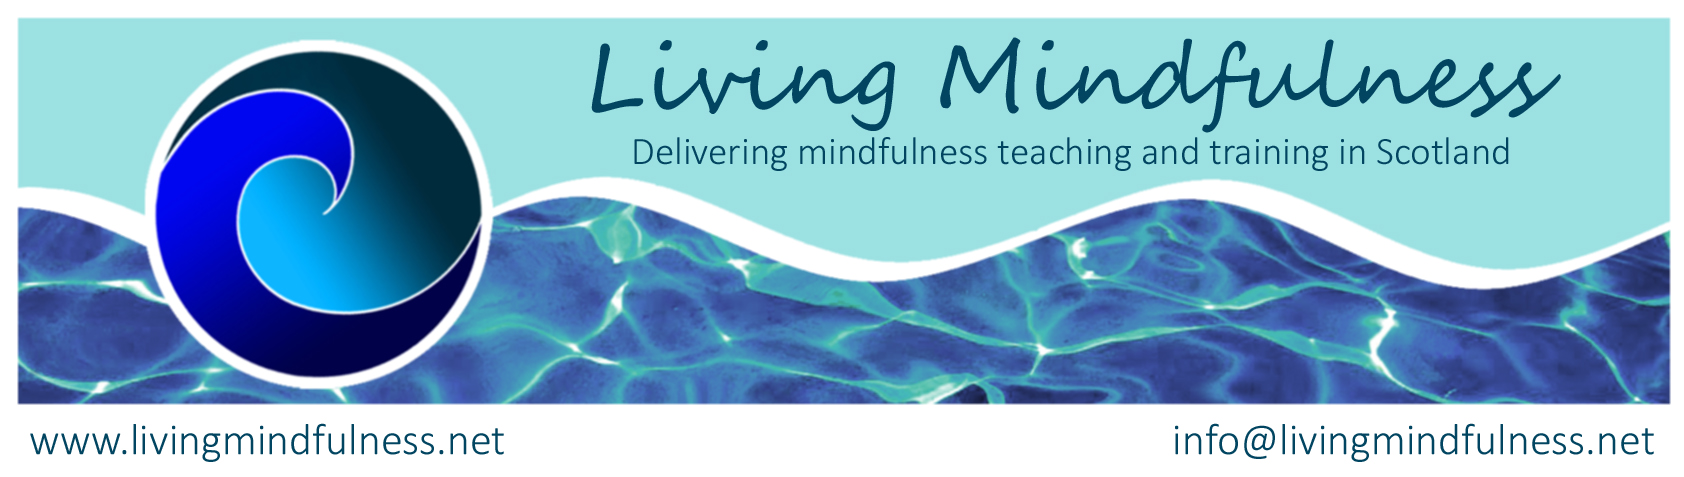 Living Mindfulness
Delivering mindfulness teaching and training in Scotland
www.livingmindfulness.net
info@livingmindfulness.net